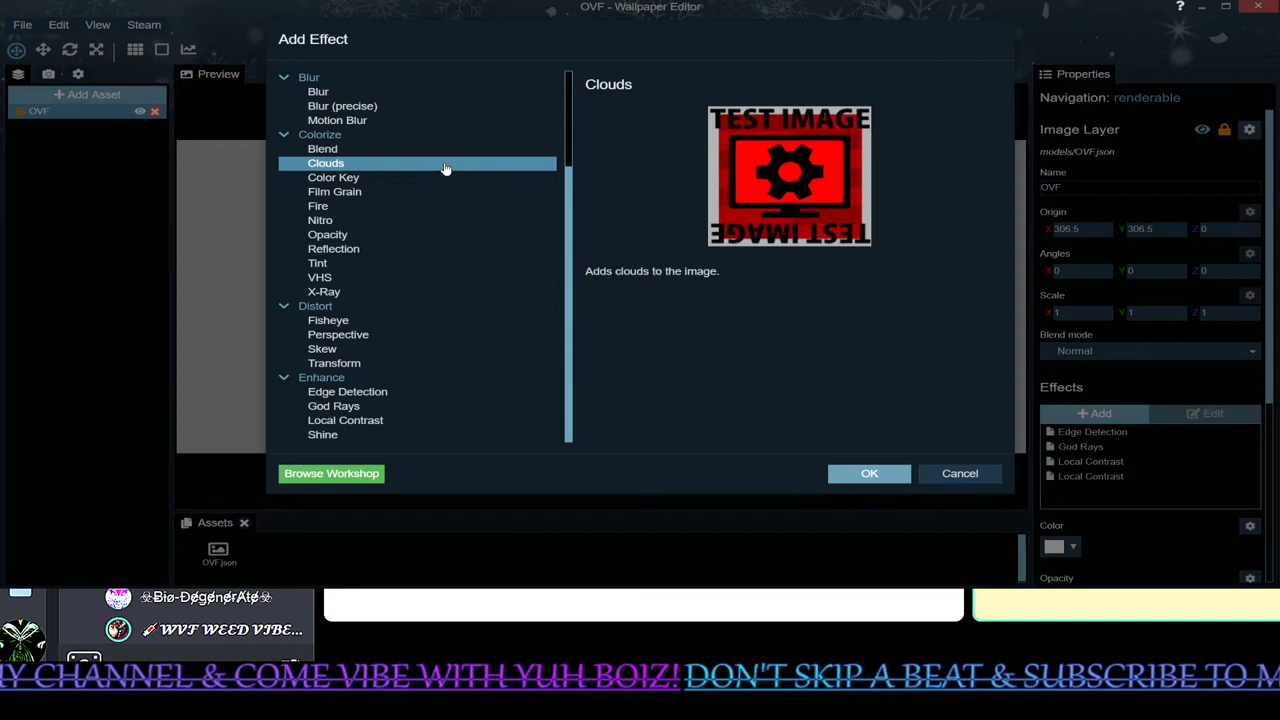 OVF - Wallpaper Editor
File Edit View Steam
Add Asset
OVF
Preview
Add Effect
Blur
Blur
Blur (precise)
Motion Blur
Colorize
Blend
Clouds
Color Key
Film Grain
Fire
Nitro
Opacity
Reflection
Tint
VHS
X-Ray
Distort
Fisheye
Perspective
Skew
Transform
Enhance
Edge Detection
God Rays
Local Contrast
Shine
Browse Workshop
Clouds
TEST IMAGE
TEST IMAGE
Adds clouds to the image.
OK Cancel
Properties
Navigation: renderable
Image Layer
models/OVF.json
Name
OVF
Origin
X 306.5 Y 306.5 Z 0
Angles
X 0 Y 0 Z 0
Scale
X 1 Y 1 Z 1
Blend mode
Normal
Effects
Add Edit
Edge Detection
God Rays
Local Contrast
Local Contrast
Color
Opacity
Assets
OVF.json
☣Bɨø-DɇgɇnɇrAtɇ☣
WVF WEED VIBE...
Y CHANNEL & COME VIBE WITH YUH BOIZ! DON'T SKIP A BEAT & SUBSCRIBE TO M